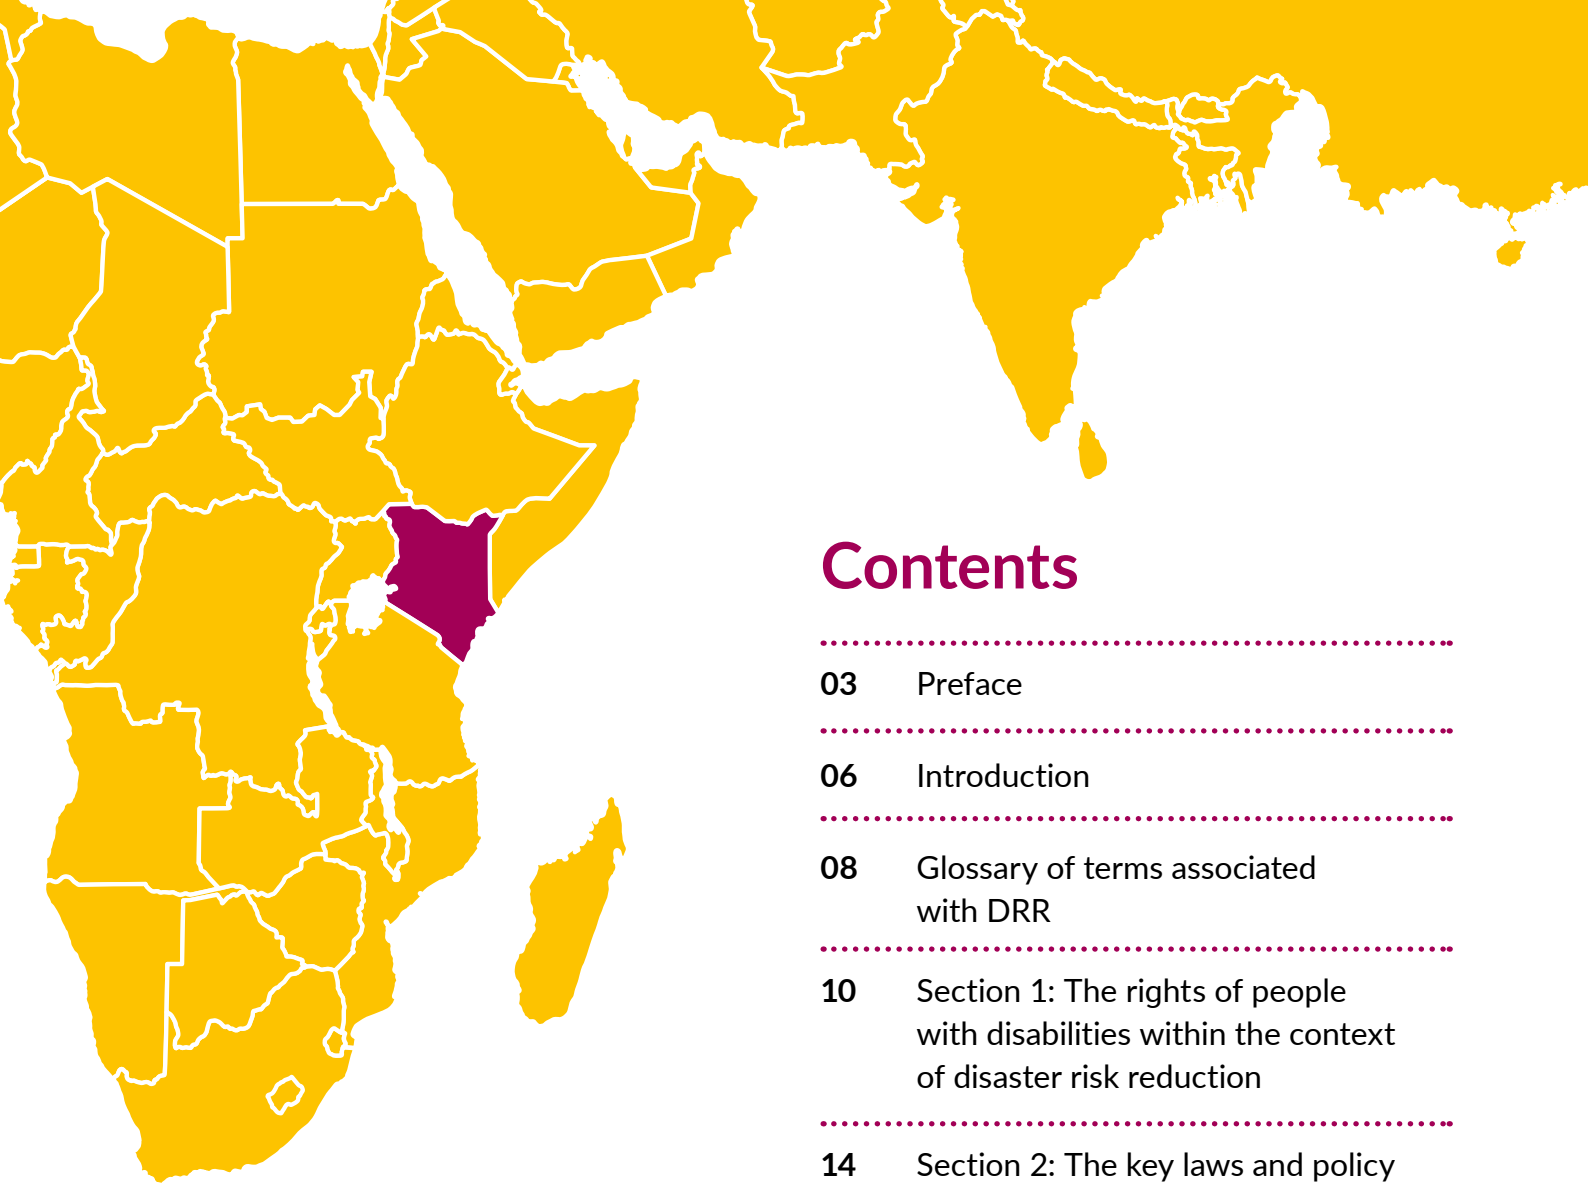 Contents
03 Preface
06 Introduction
08 Glossary of terms associated
with DRR
10 Section 1: The rights of people
with disabilities within the context
of disaster risk reduction
14 Section 2: The key laws and policy